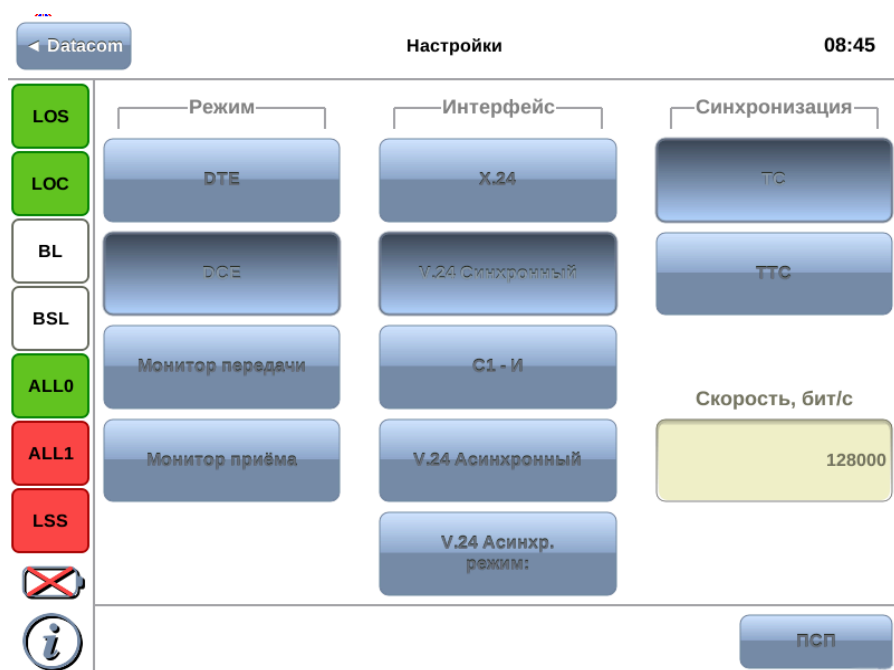 ◄ Datacom
Настройки
08:45
LOS
LOC
BL
BSL
ALL0
ALL1
LSS
Режим
DTE
DCE
Монитор передачи
Монитор приёма
Интерфейс
X.24
V.24 Синхронный
С1 - И
V.24 Асинхронный
V.24 Асинхр.
режим:
Синхронизация
TC
TTC
Скорость, бит/с
128000
ПСП
i